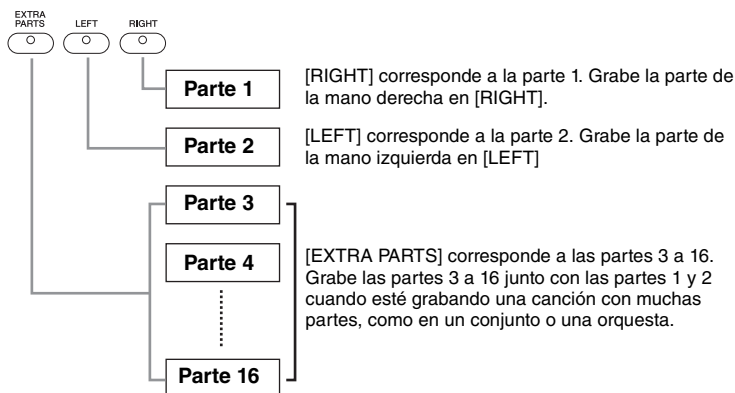 EXTRA
PARTS
LEFT
RIGHT
Parte 1
[RIGHT] corresponde a la parte 1. Grabe la parte de
la mano derecha en [RIGHT].
Parte 2
[LEFT] corresponde a la parte 2. Grabe la parte de
la mano izquierda en [LEFT]
Parte 3
Parte 4
[EXTRA PARTS] corresponde a las partes 3 a 16.
Grabe las partes 3 a 16 junto con las partes 1 y 2
cuando esté grabando una canción con muchas
partes, como en un conjunto o una orquesta.
Parte 16